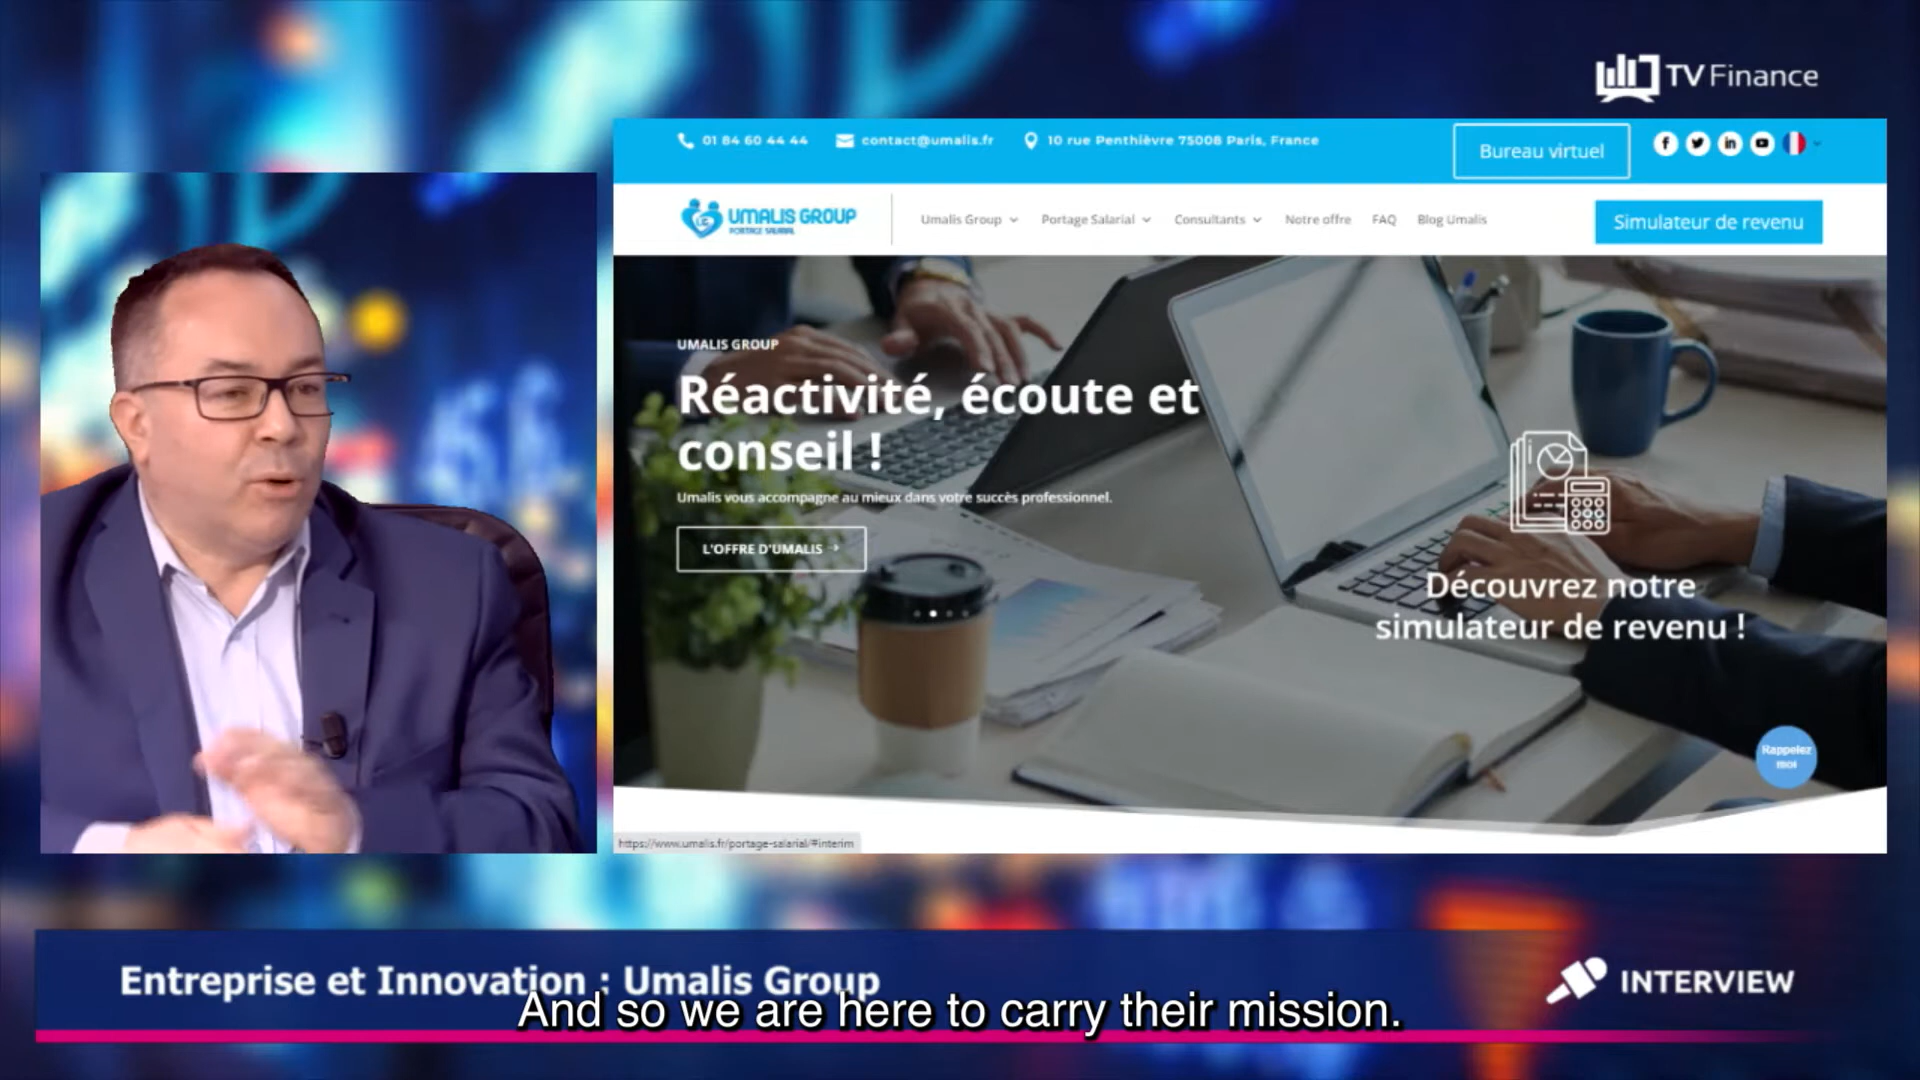 TV Finance
01 84 60 44 44
contact@umalis.fr
10 rue Penthièvre 75008 Paris, France
Bureau virtuel
UMALIS GROUP
PORTAGE SALARIAL
Umalis Group
Portage Salarial
Consultants
Notre offre
FAQ
Blog Umalis
Simulateur de revenu
UMALIS GROUP
Réactivité, écoute et
conseil !
Umalis vous accompagne au mieux dans votre succès professionnel.
L'OFFRE D'UMALIS
Découvrez notre
simulateur de revenu !
Rappelez
moi
https://www.umalis.fr/portage-salarial/#interim
Entreprise et Innovation : Umalis Group
INTERVIEW
And so we are here to carry their mission.